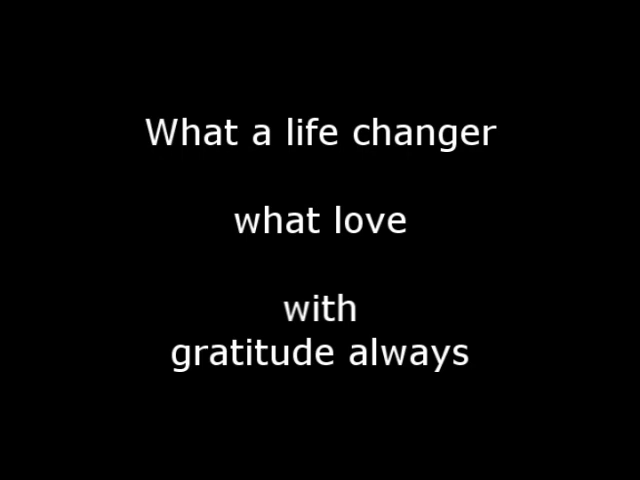 What a life changer
what love
with
gratitude always